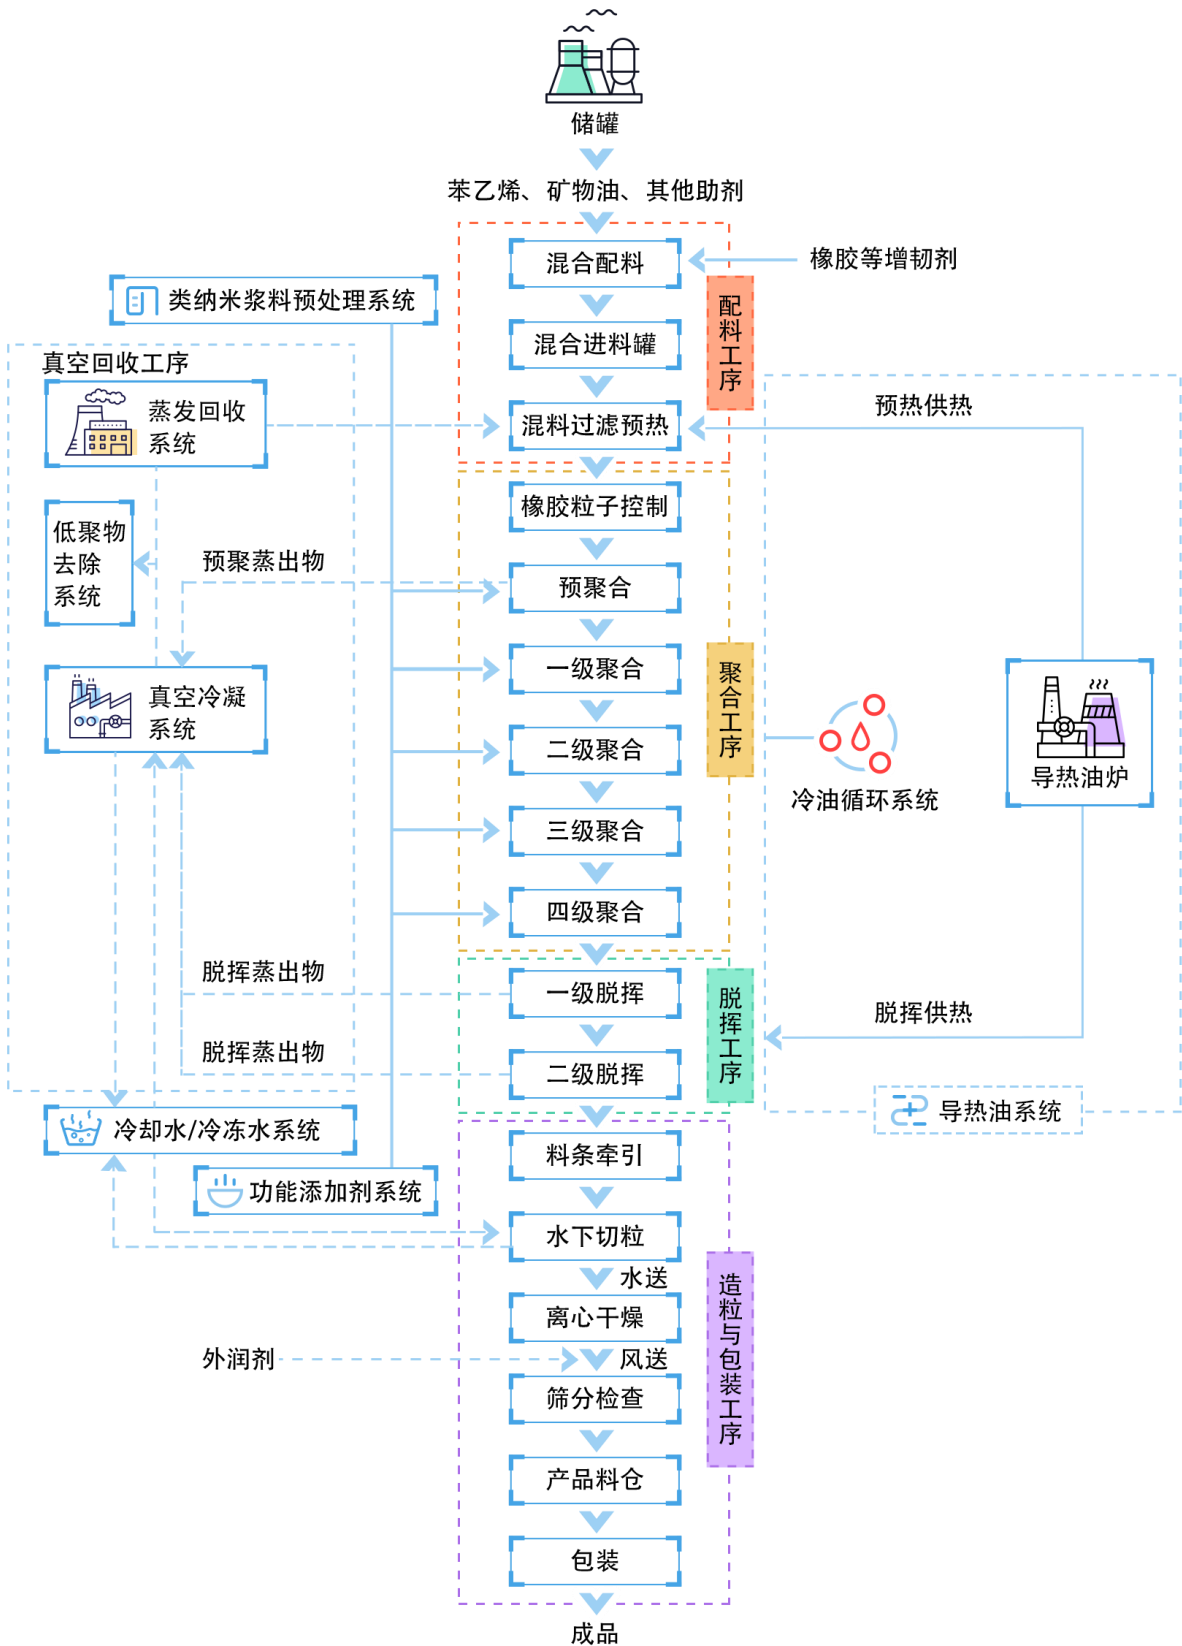 储罐
苯乙烯、矿物油、其他助剂
混合配料
橡胶等增韧剂
类纳米浆料预处理系统
配料工序
混合进料罐
真空回收工序
蒸发回收
系统
混料过滤预热
预热供热
橡胶粒子控制
低聚物
去除
系统
预聚蒸出物
预聚合
一级聚合
聚合工序
真空冷凝
系统
二级聚合
冷油循环系统
导热油炉
三级聚合
四级聚合
脱挥蒸出物
一级脱挥
脱挥工序
脱挥供热
脱挥蒸出物
二级脱挥
导热油系统
冷却水/冷冻水系统
料条牵引
功能添加剂系统
水下切粒
水送
造粒与包装工序
离心干燥
外润剂
风送
筛分检查
产品料仓
包装
成品